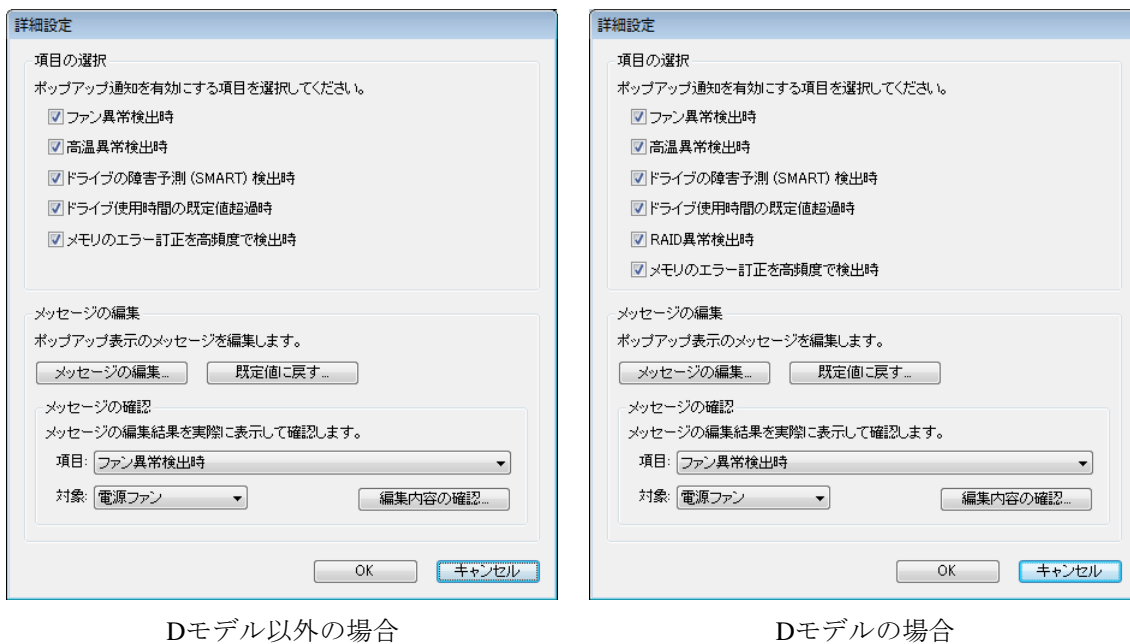 詳細設定
項目の選択
ポップアップ通知を有効にする項目を選択してください。
ファン異常検出時
高温異常検出時
ドライブの障害予測 (SMART) 検出時
ドライブ使用時間の既定値超過時
メモリのエラー訂正を高頻度で検出時
メッセージの編集
ポップアップ表示のメッセージを編集します。
メッセージの編集... 既定値に戻す...
メッセージの確認
メッセージの編集結果を実際に表示して確認します。
項目: ファン異常検出時
対象: 電源ファン 編集内容の確認...
OK キャンセル
Dモデル以外の場合
詳細設定
項目の選択
ポップアップ通知を有効にする項目を選択してください。
ファン異常検出時
高温異常検出時
ドライブの障害予測 (SMART) 検出時
ドライブ使用時間の既定値超過時
RAID異常検出時
メモリのエラー訂正を高頻度で検出時
メッセージの編集
ポップアップ表示のメッセージを編集します。
メッセージの編集... 既定値に戻す...
メッセージの確認
メッセージの編集結果を実際に表示して確認します。
項目: ファン異常検出時
対象: 電源ファン 編集内容の確認...
OK キャンセル
Dモデルの場合